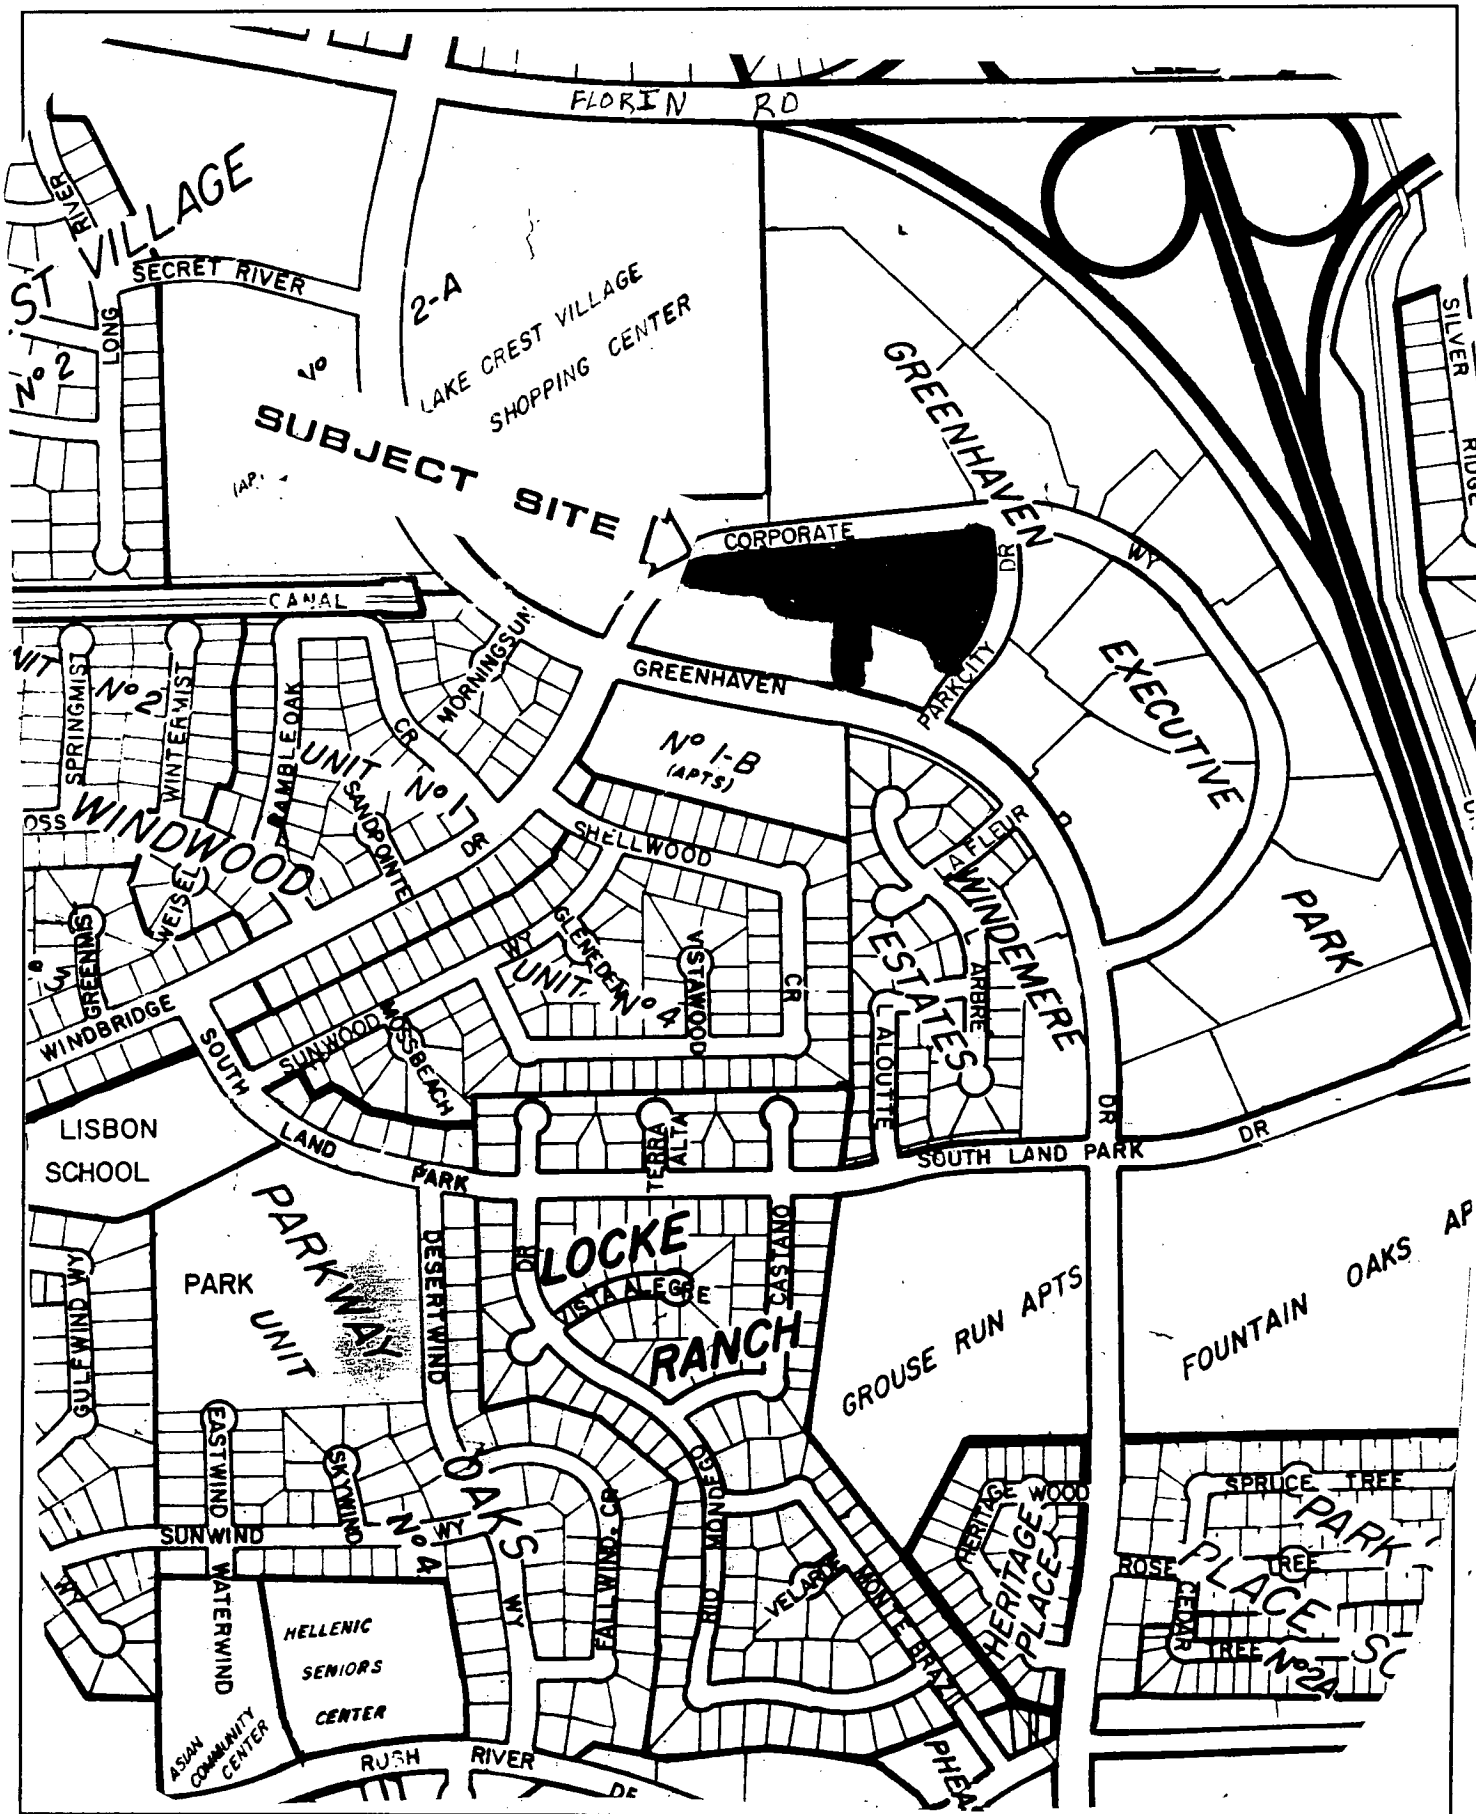 FLORIN RD
RIVER
VILLAGE
SECRET RIVER
ST
LONG
Nº 2
2-A
LAKE CREST VILLAGE
SHOPPING CENTER
SILVER
RIDGE
GREENHAVEN
SUBJECT SITE
CORPORATE
WY
DR
CANAL
MORNINGSUN
GREENHAVEN
PARKCITY
EXECUTIVE
PARK
Nº 2
SPRINGMIST
WINTERMIST
RAMBLEOAK
CR
UNIT Nº 1
SANDPOINTE
DR
Nº 1-B
(APTS)
WINDWOOD
WEISEL
GREENMIS
SHELLWOOD
LA FLEUR
WINDEMERE
ESTATES
L ARBRE
L ALOUTTE
GLENEDEN
WY
UNIT Nº 4
VISTAWOOD
CR
WINDBRIDGE
SUNWOOD
MOSSBEACH
SOUTH
LAND
PARK
LISBON
SCHOOL
TERRA
ALTA
SOUTH LAND PARK
DR
DR
PARKWAY
PARK
UNIT
DESERTWIND
DR
LOCKE
CASTANO
VISTA ALEGRE
RANCH
GROUSE RUN APTS
FOUNTAIN OAKS AP
GULFWIND WY
EASTWIND
SKYWIND
OAKS
Nº 4
SUNWIND
WY
WY
FALLWIND CR
RIO MONDEGO
VELARDE
MONTE BRAZIL
HERITAGE WOOD
HERITAGE
PLACE
SPRUCE TREE
PARK
PLACE
ROSE TREE
CEDAR
TREE
Nº 2A
WATERWIND
HELLENIC
SENIORS
CENTER
ASIAN
COMMUNITY
CENTER
RUSH RIVER
PHEA